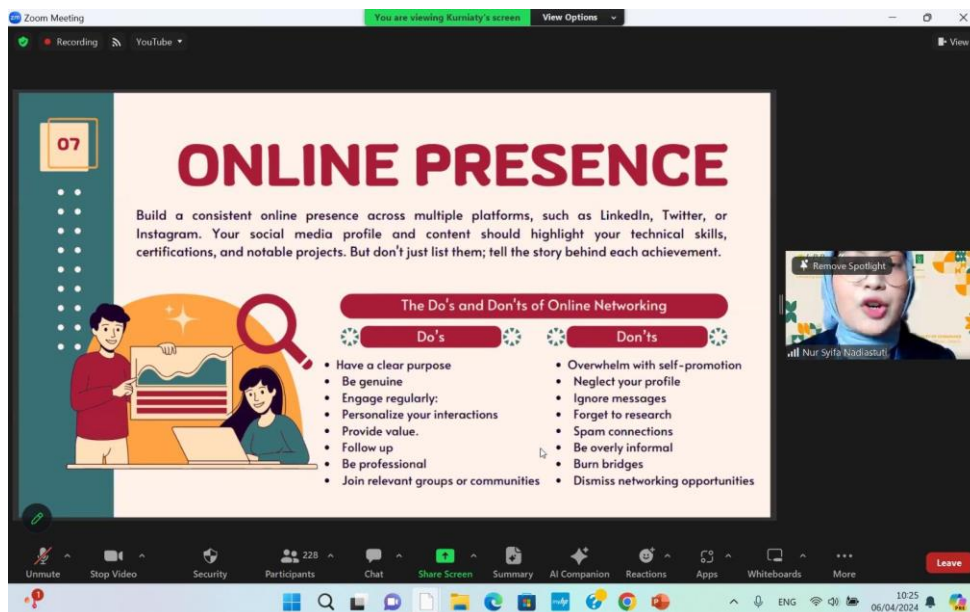 Zoom Meeting
You are viewing Kurniaty's screen
View Options
Recording
YouTube
View
07
ONLINE PRESENCE
Build a consistent online presence across multiple platforms, such as LinkedIn, Twitter, or
Instagram. Your social media profile and content should highlight your technical skills,
certifications, and notable projects. But don't just list them; tell the story behind each achievement.
The Do's and Don'ts of Online Networking
Do's
• Have a clear purpose
• Be genuine
• Engage regularly:
• Personalize your interactions
• Provide value.
• Follow up
• Be professional
• Join relevant groups or communities
Don'ts
• Overwhelm with self-promotion
• Neglect your profile
• Ignore messages
• Forget to research
• Spam connections
• Be overly informal
• Burn bridges
• Dismiss networking opportunities
Remove Spotlight
Nur Syifa Nadiastuti
Unmute
Stop Video
Security
228
Participants
Chat
Share Screen
Summary
AI Companion
Reactions
Apps
Whiteboards
More
Leave
1
ENG
10:25
06/04/2024